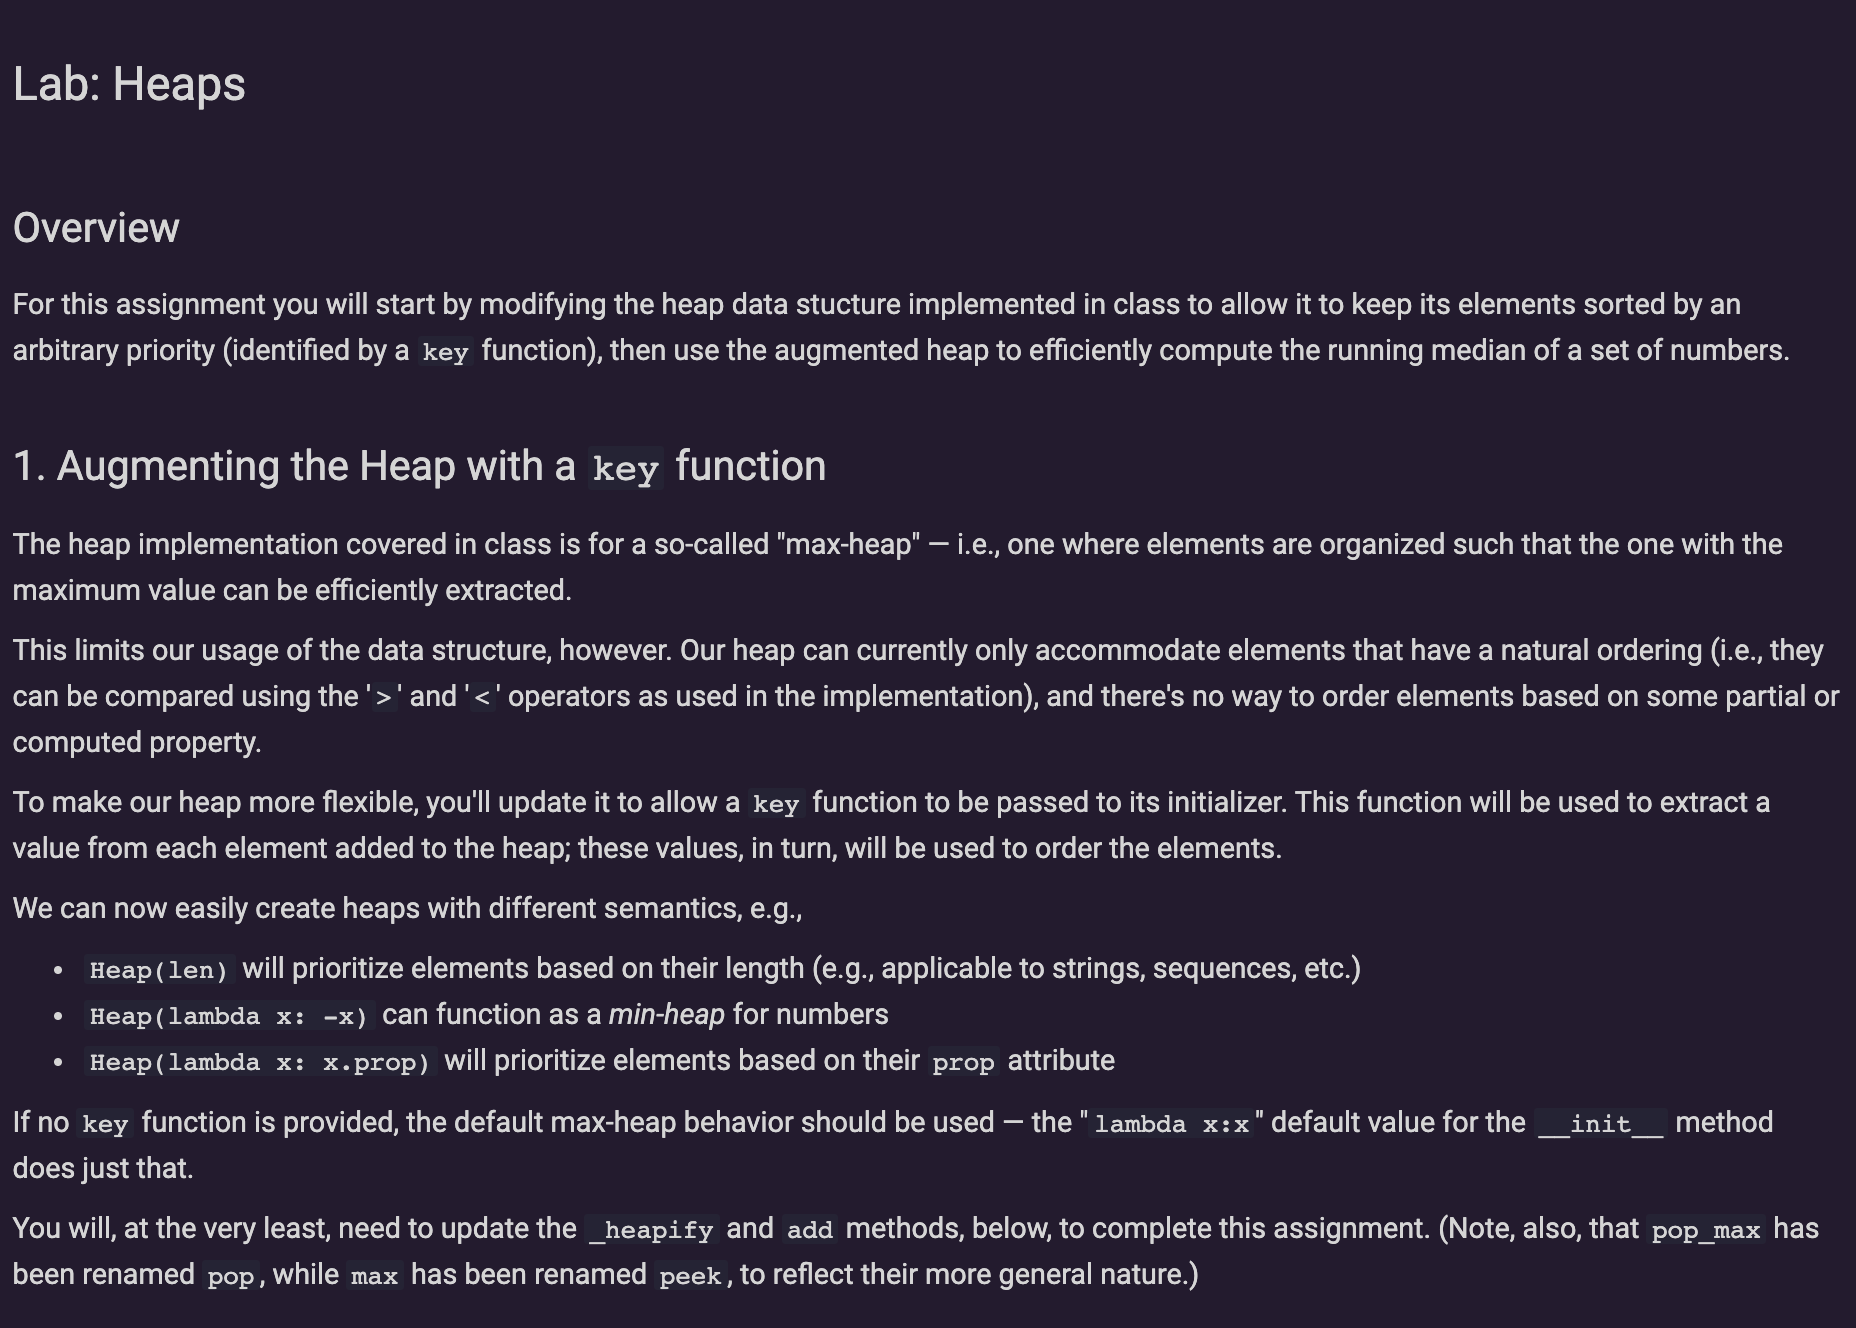 Lab: Heaps
Overview
For this assignment you will start by modifying the heap data stucture implemented in class to allow it to keep its elements sorted by an
arbitrary priority (identified by a key function), then use the augmented heap to efficiently compute the running median of a set of numbers.
1. Augmenting the Heap with a key function
The heap implementation covered in class is for a so-called "max-heap" — i.e., one where elements are organized such that the one with the
maximum value can be efficiently extracted.
This limits our usage of the data structure, however. Our heap can currently only accommodate elements that have a natural ordering (i.e., they
can be compared using the '>' and '<' operators as used in the implementation), and there's no way to order elements based on some partial or
computed property.
To make our heap more flexible, you'll update it to allow a key function to be passed to its initializer. This function will be used to extract a
value from each element added to the heap; these values, in turn, will be used to order the elements.
We can now easily create heaps with different semantics, e.g.,
• Heap(len) will prioritize elements based on their length (e.g., applicable to strings, sequences, etc.)
• Heap(lambda x: -x) can function as a min-heap for numbers
• Heap(lambda x: x.prop) will prioritize elements based on their prop attribute
If no key function is provided, the default max-heap behavior should be used — the "lambda x:x" default value for the __init__ method
does just that.
You will, at the very least, need to update the _heapify and add methods, below, to complete this assignment. (Note, also, that pop_max has
been renamed pop, while max has been renamed peek, to reflect their more general nature.)